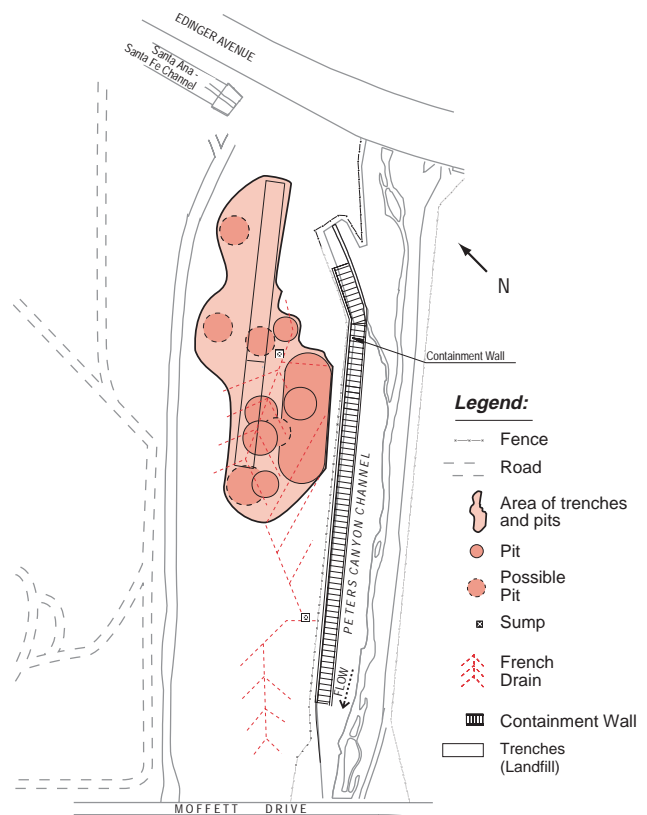 EDINGER AVENUE
Santa Ana -
Santa Fe Channel
N
Containment Wall
PETERS CANYON CHANNEL
FLOW
MOFFETT DRIVE
Legend:
Fence
Road
Area of trenches
and pits
Pit
Possible
Pit
Sump
French
Drain
Containment Wall
Trenches
(Landfill)